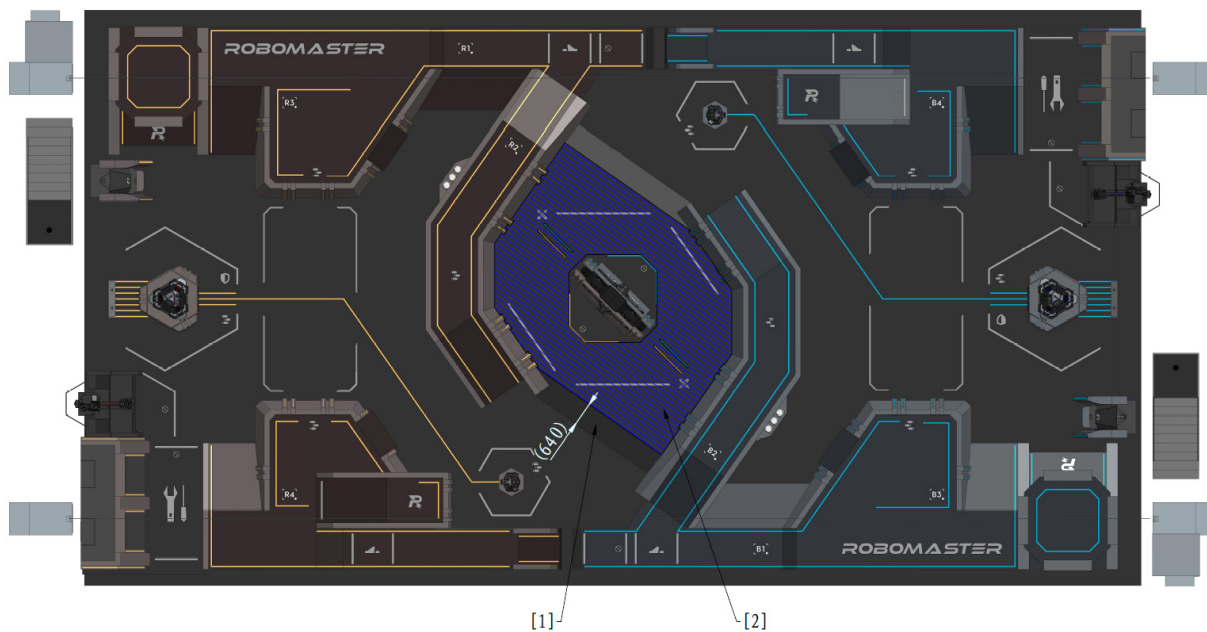 ROBOMASTER
R1
R3
B4
R2
(640)
B2
R4
B3
B1
ROBOMASTER
[1]
[2]